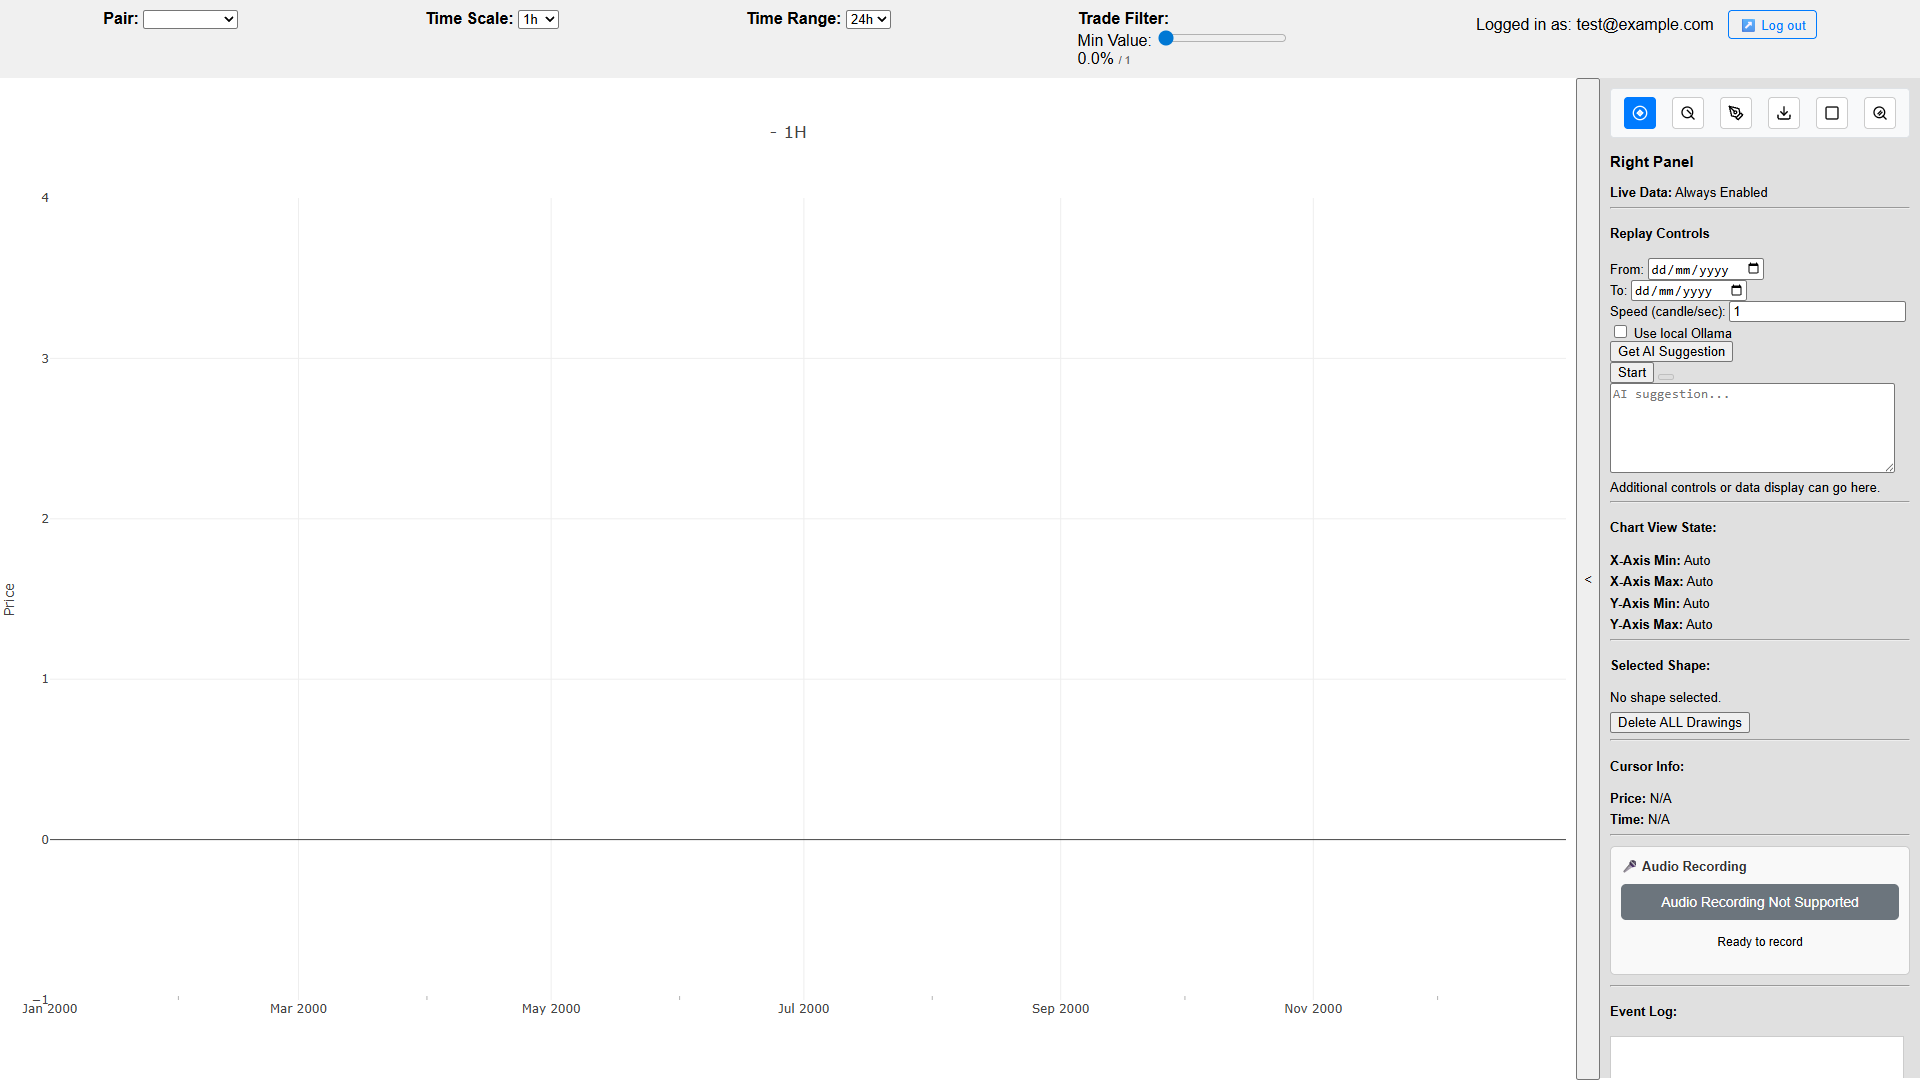 Pair:
Time Scale: 1h
Time Range: 24h
Trade Filter:
Min Value:
0.0% / 1
Logged in as: test@example.com
Log out
- 1H
4
3
2
1
0
−1
Price
Jan 2000
Mar 2000
May 2000
Jul 2000
Sep 2000
Nov 2000
<
Right Panel
Live Data: Always Enabled
Replay Controls
From: dd/mm/yyyy
To: dd/mm/yyyy
Speed (candle/sec): 1
Use local Ollama
Get AI Suggestion
Start
AI suggestion...
Additional controls or data display can go here.
Chart View State:
X-Axis Min: Auto
X-Axis Max: Auto
Y-Axis Min: Auto
Y-Axis Max: Auto
Selected Shape:
No shape selected.
Delete ALL Drawings
Cursor Info:
Price: N/A
Time: N/A
Audio Recording
Audio Recording Not Supported
Ready to record
Event Log: